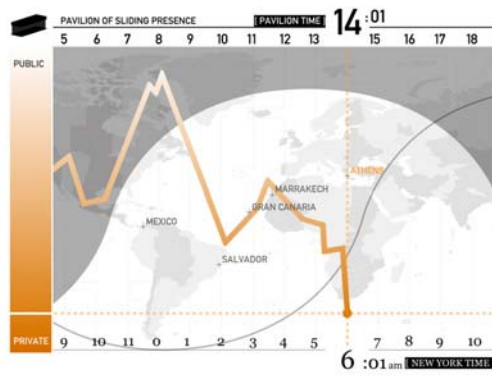 PAVILION OF SLIDING PRESENCE [PAVILION TIME] 14:01
5 6 7 8 9 10 11 12 13 15 16 17 18
PUBLIC
ATHENS
MARRAKECH
GRAN CANARIA
MEXICO
SALVADOR
PRIVATE 9 10 11 0 1 2 3 4 5 7 8 9 10
6 :01 am [NEW YORK TIME]